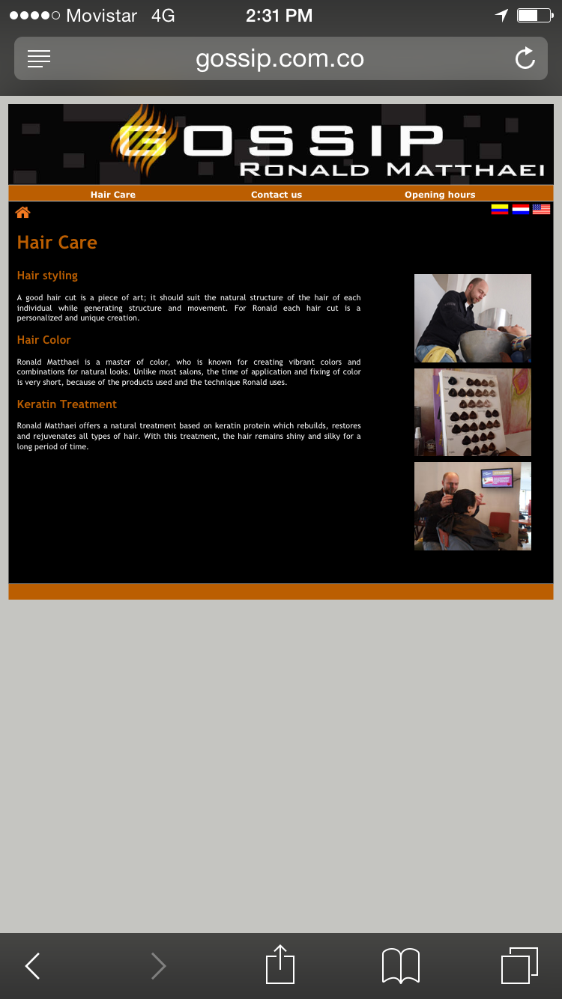 Movistar 4G 2:31 PM
gossip.com.co
GOSSIP
RONALD MATTHAEI
Hair Care Contact us Opening hours
Hair Care
Hair styling
A good hair cut is a piece of art; it should suit the natural structure of the hair of each
individual while generating structure and movement. For Ronald each hair cut is a
personalized and unique creation.
Hair Color
Ronald Matthaei is a master of color, who is known for creating vibrant colors and
combinations for natural looks. Unlike most salons, the time of application and fixing of color
is very short, because of the products used and the technique Ronald uses.
Keratin Treatment
Ronald Matthaei offers a natural treatment based on keratin protein which rebuilds, restores
and rejuvenates all types of hair. With this treatment, the hair remains shiny and silky for a
long period of time.